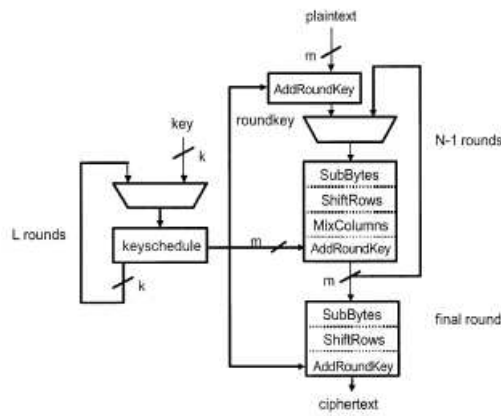 plaintext
m
AddRoundKey
roundkey
key
k
N-1 rounds
SubBytes
ShiftRows
MixColumns
AddRoundKey
L rounds
keyschedule
m
k
m
SubBytes
ShiftRows
AddRoundKey
final round
ciphertext